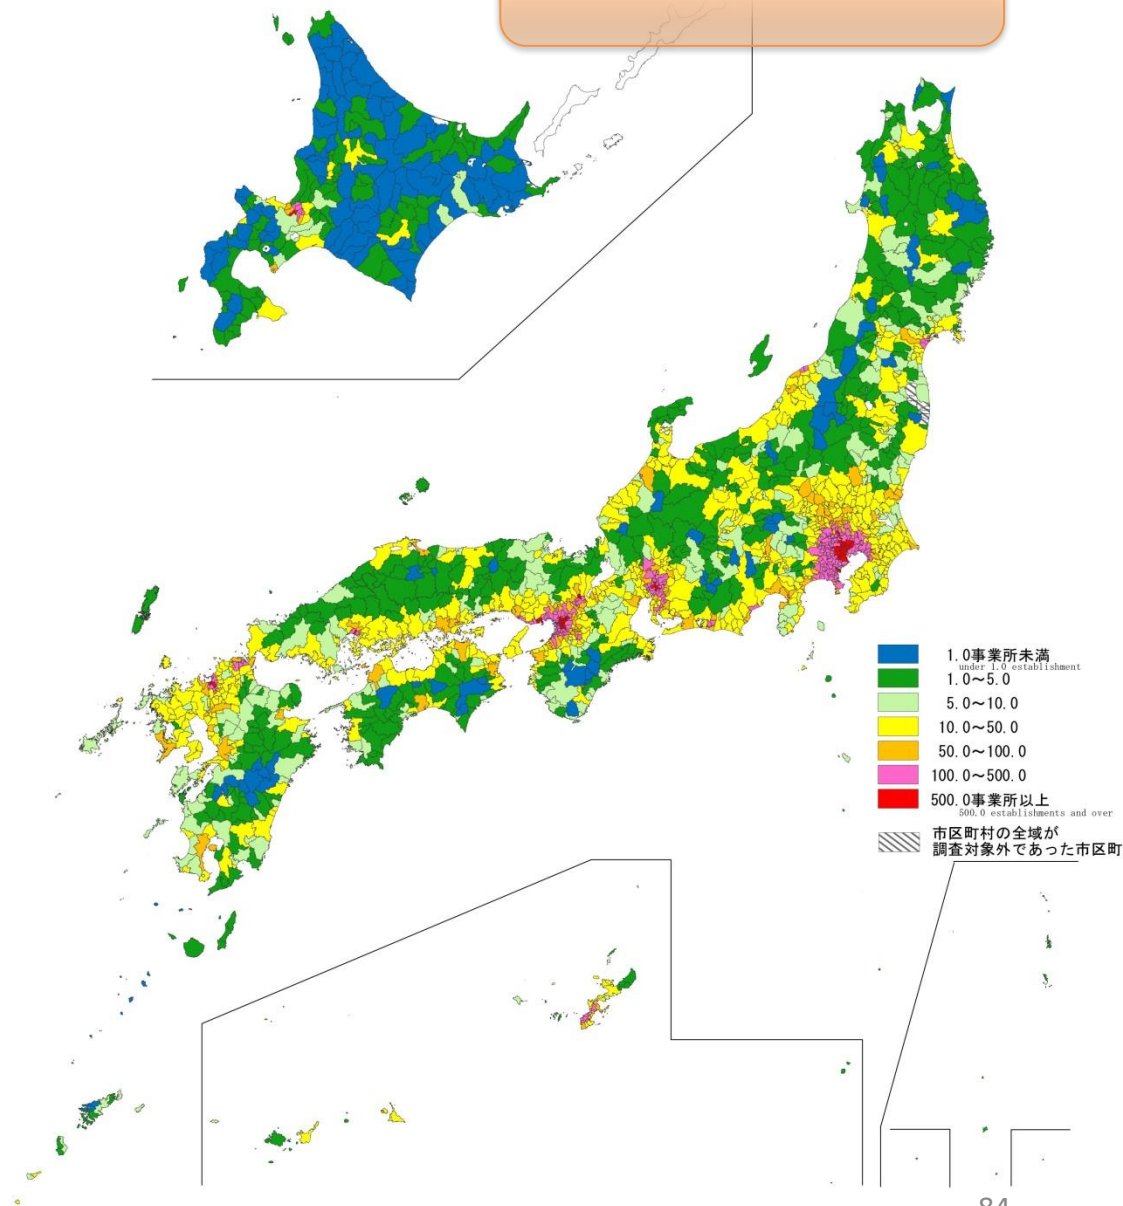 1.0事業所未満
under 1.0 establishment
1.0〜5.0
5.0〜10.0
10.0〜50.0
50.0〜100.0
100.0〜500.0
500.0事業所以上
500.0 establishments and over
市区町村の全域が
調査対象外であった市区町
84